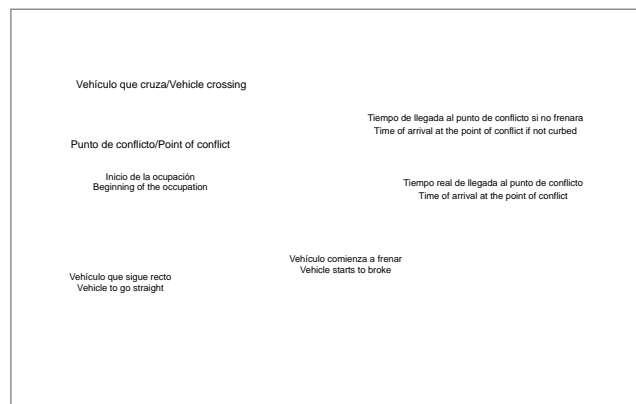 Vehículo que cruza/Vehicle crossing
Tiempo de llegada al punto de conflicto si no frenara
Time of arrival at the point of conflict if not curbed
Punto de conflicto/Point of conflict
Inicio de la ocupación
Beginning of the occupation
Tiempo real de llegada al punto de conflicto
Time of arrival at the point of conflict
Vehículo comienza a frenar
Vehicle starts to broke
Vehículo que sigue recto
Vehicle to go straight